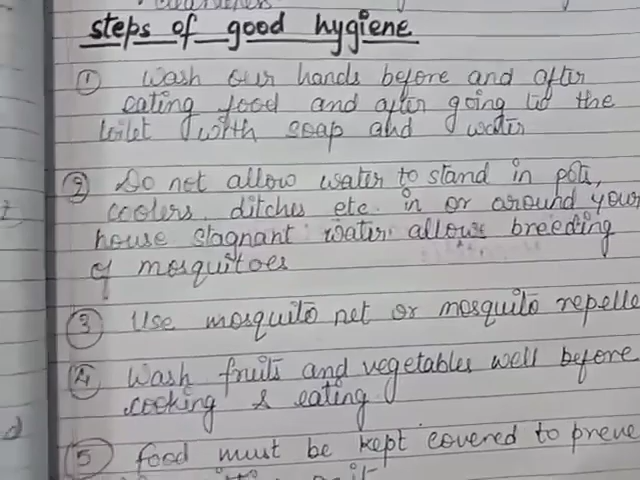 steps of good hygiene
① Wash our hands before and after
eating food and after going to the
toilet with soap and water
② Do not allow water to stand in pots,
coolers, ditches etc. in or around your
house stagnant water allows breeding
of mosquitoes
③ Use mosquito net or mosquito repelle
④ Wash fruits and vegetables well before
cooking & eating
⑤ food must be kept covered to preve